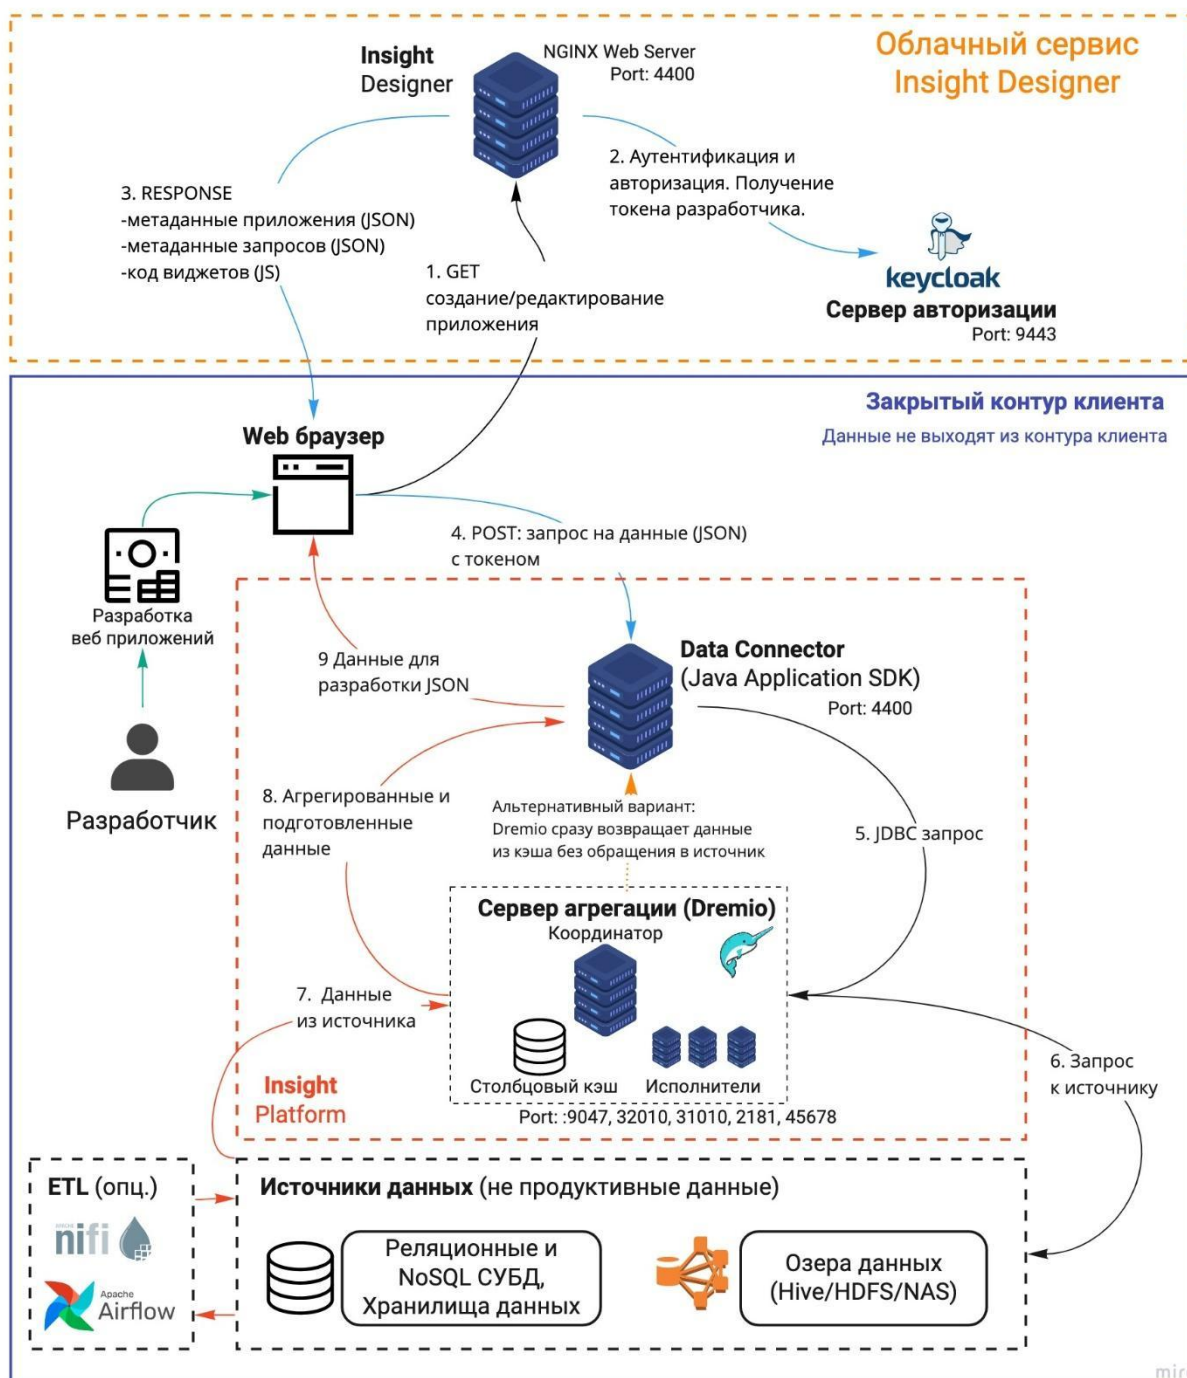 Облачный сервис
Insight Designer
Insight
Designer
NGINX Web Server
Port: 4400
2. Аутентификация и
авторизация. Получение
токена разработчика.
3. RESPONSE
-метаданные приложения (JSON)
-метаданные запросов (JSON)
-код виджетов (JS)
1. GET
создание/редактирование
приложения
keycloak
Сервер авторизации
Port: 9443
Закрытый контур клиента
Данные не выходят из контура клиента
Web браузер
4. POST: запрос на данные (JSON)
с токеном
Разработка
веб приложений
Разработчик
9 Данные для
разработки JSON
Data Connector
(Java Application SDK)
Port: 4400
8. Агрегированные и
подготовленные
данные
Альтернативный вариант:
Dremio сразу возвращает данные
из кэша без обращения в источник
5. JDBC запрос
Сервер агрегации (Dremio)
Координатор
Столбцовый кэш
Исполнители
Port: :9047, 32010, 31010, 2181, 45678
7. Данные
из источника
6. Запрос
к источнику
Insight
Platform
ETL (опц.)
nifi
Apache
Airflow
Источники данных (не продуктивные данные)
Реляционные и
NoSQL СУБД,
Хранилища данных
Озера данных
(Hive/HDFS/NAS)